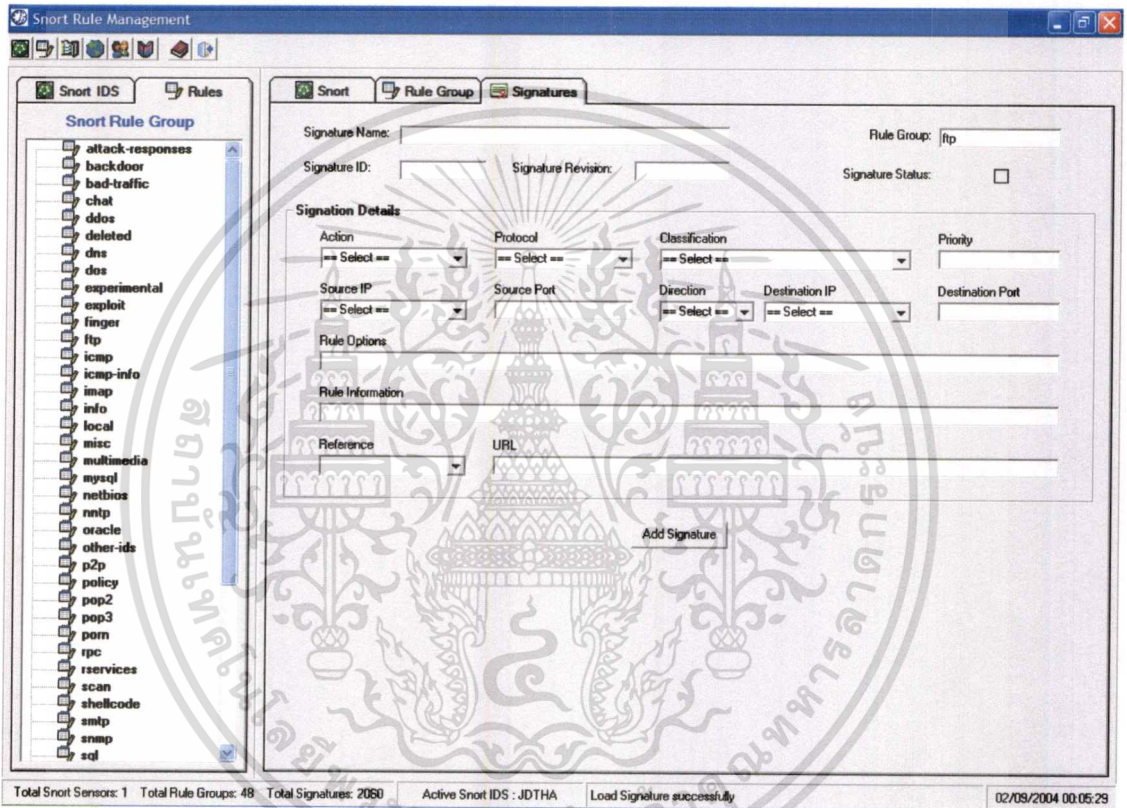 Snort Rule Management
Snort IDS
Rules
Snort
Rule Group
Signatures
Snort Rule Group
attack-responses
backdoor
bad-traffic
chat
ddos
deleted
dns
dos
experimental
exploit
finger
ftp
icmp
icmp-info
imap
info
local
misc
multimedia
mysql
netbios
nntp
oracle
other-ids
p2p
policy
pop2
pop3
porn
rpc
rservices
scan
shellcode
smtp
snmp
sql
Signature Name:
Rule Group: ftp
Signature ID: Signature Revision:
Signature Status:
Signation Details
Action Protocol Classification Priority
== Select == == Select == == Select ==
Source IP Source Port Direction Destination IP Destination Port
== Select == == Select == == Select ==
Rule Options
Rule Information
Reference URL
Add Signature
Total Snort Sensors: 1 Total Rule Groups: 48 Total Signatures: 2060 Active Snort IDS : JDTHA Load Signature successfully 02/09/2004 00:05:29